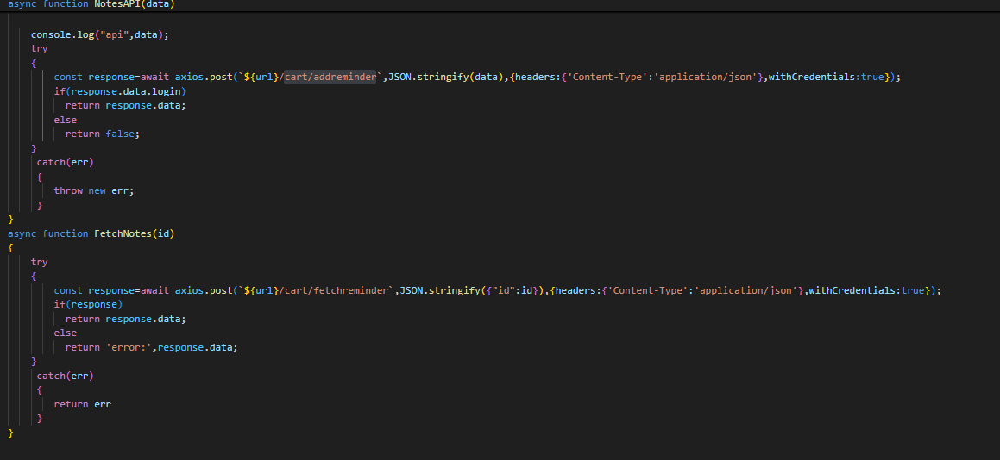 async function NotesAPI(data)
console.log("api",data);
try
{
const response=await axios.post(`${url}/cart/addreminder`,JSON.stringify(data),{headers:{'Content-Type':'application/json'},withCredentials:true});
if(response.data.login)
return response.data;
else
return false;
}
catch(err)
{
throw new err;
}
}
async function FetchNotes(id)
{
try
{
const response=await axios.post(`${url}/cart/fetchreminder`,JSON.stringify({"id":id}),{headers:{'Content-Type':'application/json'},withCredentials:true});
if(response)
return response.data;
else
return 'error:',response.data;
}
catch(err)
{
return err
}
}